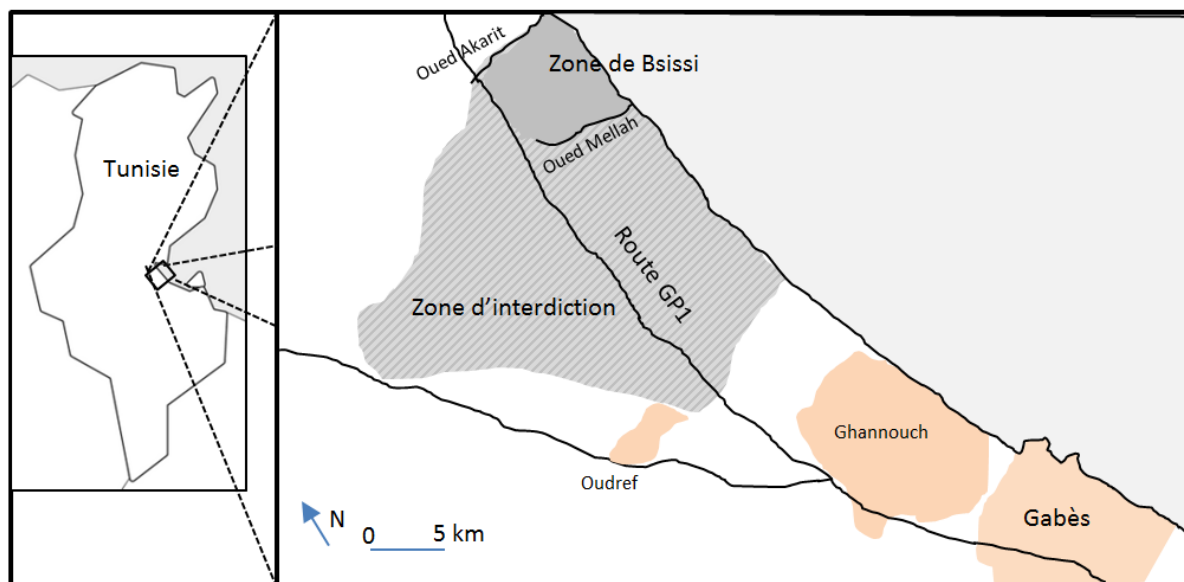 Tunisie
Oued Akarit
Zone de Bsissi
Oued Mellah
Route GP1
Zone d’interdiction
Ghannouch
Oudref
Gabès
N
0 5 km